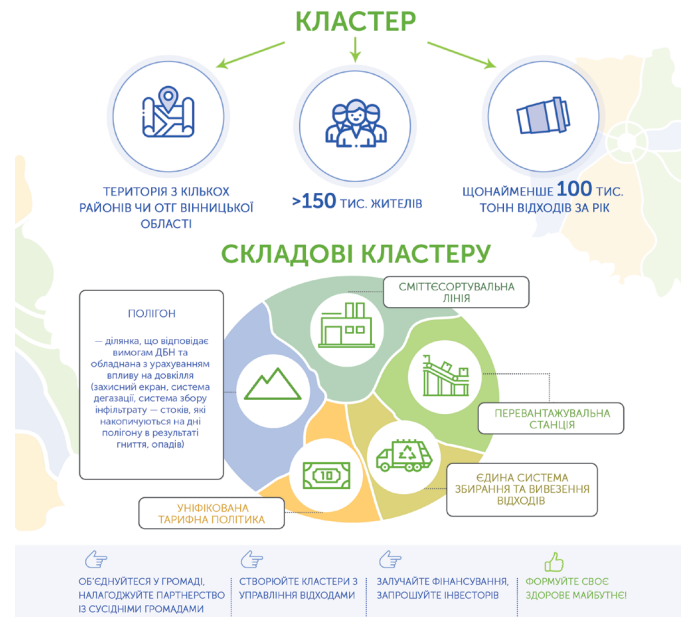 КЛАСТЕР
ТЕРИТОРІЯ З КІЛЬКОХ
РАЙОНІВ ЧИ ОТГ ВІННИЦЬКОЇ
ОБЛАСТІ
>150 ТИС. ЖИТЕЛІВ
ЩОНАЙМЕНШЕ 100 ТИС.
ТОНН ВІДХОДІВ ЗА РІК
СКЛАДОВІ КЛАСТЕРУ
СМІТТЄСОРТУВАЛЬНА
ЛІНІЯ
ПОЛІГОН
— ділянка, що відповідає
вимогам ДБН та
обладнана з урахуванням
впливу на довкілля
(захисний екран, система
дегазації, система збору
інфільтрату — стоків, які
накопичуються на дні
полігону в результаті
гниття, опадів)
ПЕРЕВАНТАЖУВАЛЬНА
СТАНЦІЯ
10
ЄДИНА СИСТЕМА
ЗБИРАННЯ ТА ВИВЕЗЕННЯ
ВІДХОДІВ
УНІФІКОВАНА
ТАРИФНА ПОЛІТИКА
ОБ'ЄДНУЙТЕСЯ У ГРОМАДІ,
НАЛАГОДЖУЙТЕ ПАРТНЕРСТВО
ІЗ СУСІДНІМИ ГРОМАДАМИ
СТВОРЮЙТЕ КЛАСТЕРИ З
УПРАВЛІННЯ ВІДХОДАМИ
ЗАЛУЧАЙТЕ ФІНАНСУВАННЯ,
ЗАПРОШУЙТЕ ІНВЕСТОРІВ
ФОРМУЙТЕ СВОЄ
ЗДОРОВЕ МАЙБУТНЄ!